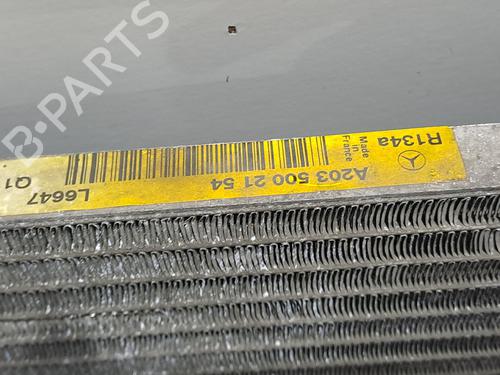 B-PARTS
R134a
Made
in
France
A203 500 21 54
L6647
Q1